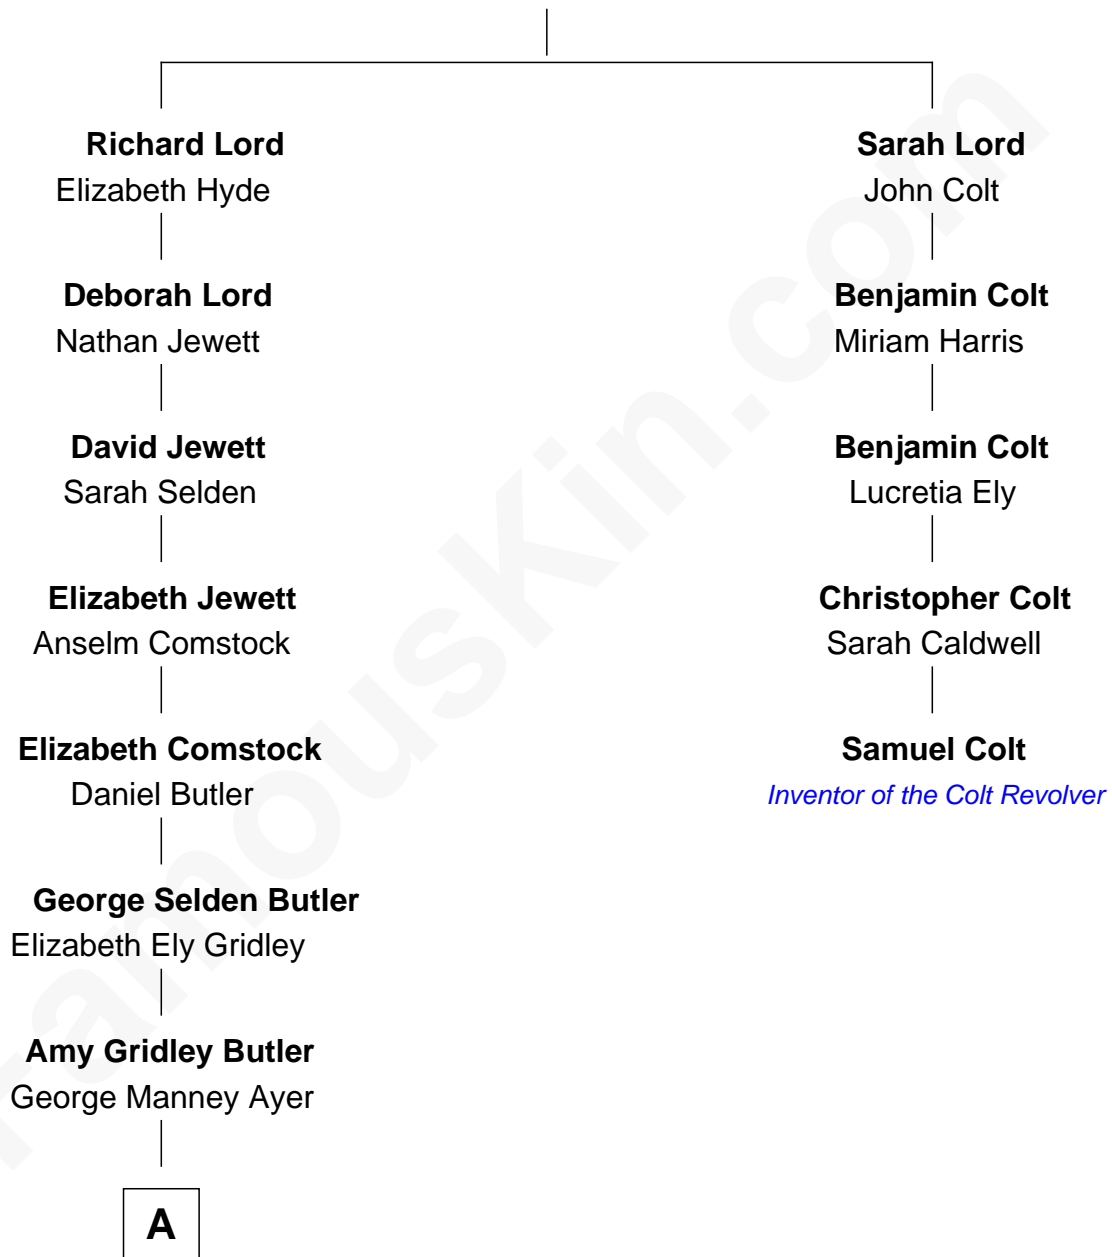 Richard Lord
Elizabeth Hyde
Deborah Lord
Nathan Jewett
David Jewett
Sarah Selden
Elizabeth Jewett
Anselm Comstock
Elizabeth Comstock
Daniel Butler
George Selden Butler
Elizabeth Ely Gridley
Amy Gridley Butler
George Manney Ayer
A
Sarah Lord
John Colt
Benjamin Colt
Miriam Harris
Benjamin Colt
Lucretia Ely
Christopher Colt
Sarah Caldwell
Samuel Colt
Inventor of the Colt Revolver
FamousKin.com